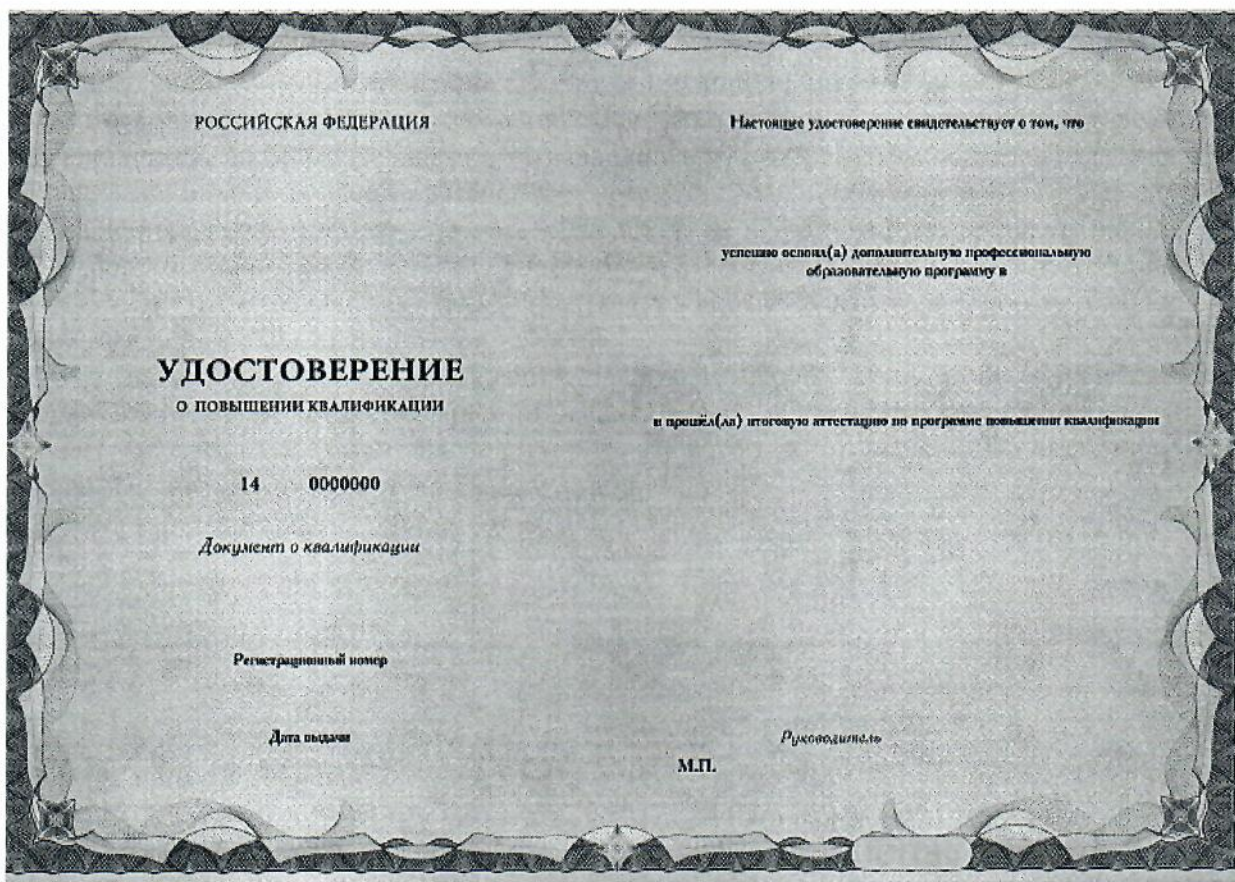 РОССИЙСКАЯ ФЕДЕРАЦИЯ
УДОСТОВЕРЕНИЕ
О ПОВЫШЕНИИ КВАЛИФИКАЦИИ
14 0000000
Документ о квалификации
Регистрационный номер
Дата выдачи
Настоящее удостоверение свидетельствует о том, что
успешно освоил(а) дополнительную профессиональную
образовательную программу в
и прошёл(ла) итоговую аттестацию по программе повышения квалификации
Руководитель
М.П.